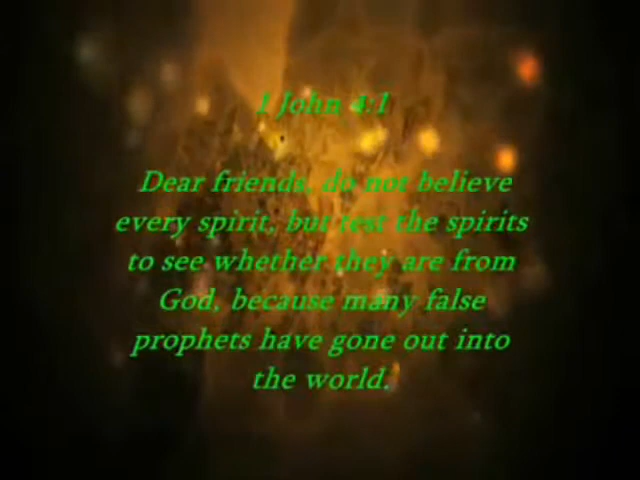 1 John 4:1
Dear friends, do not believe
every spirit, but test the spirits
to see whether they are from
God, because many false
prophets have gone out into
the world.